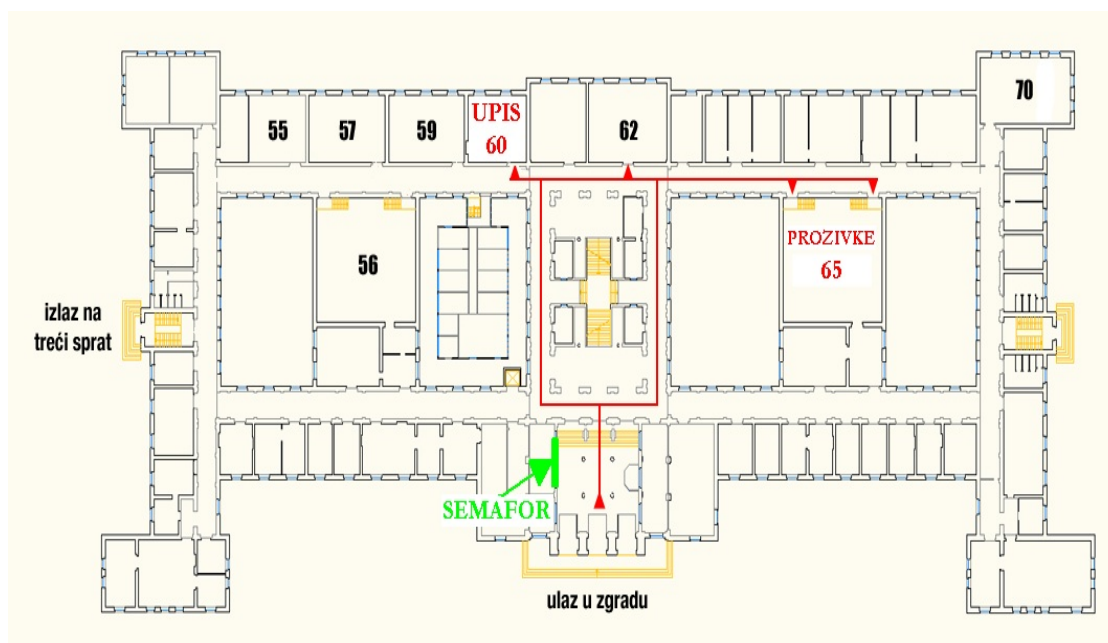 70
55
57
59
UPIS
60
62
PROZIVKE
65
56
izlaz na
treći sprat
SEMAFOR
ulaz u zgradu